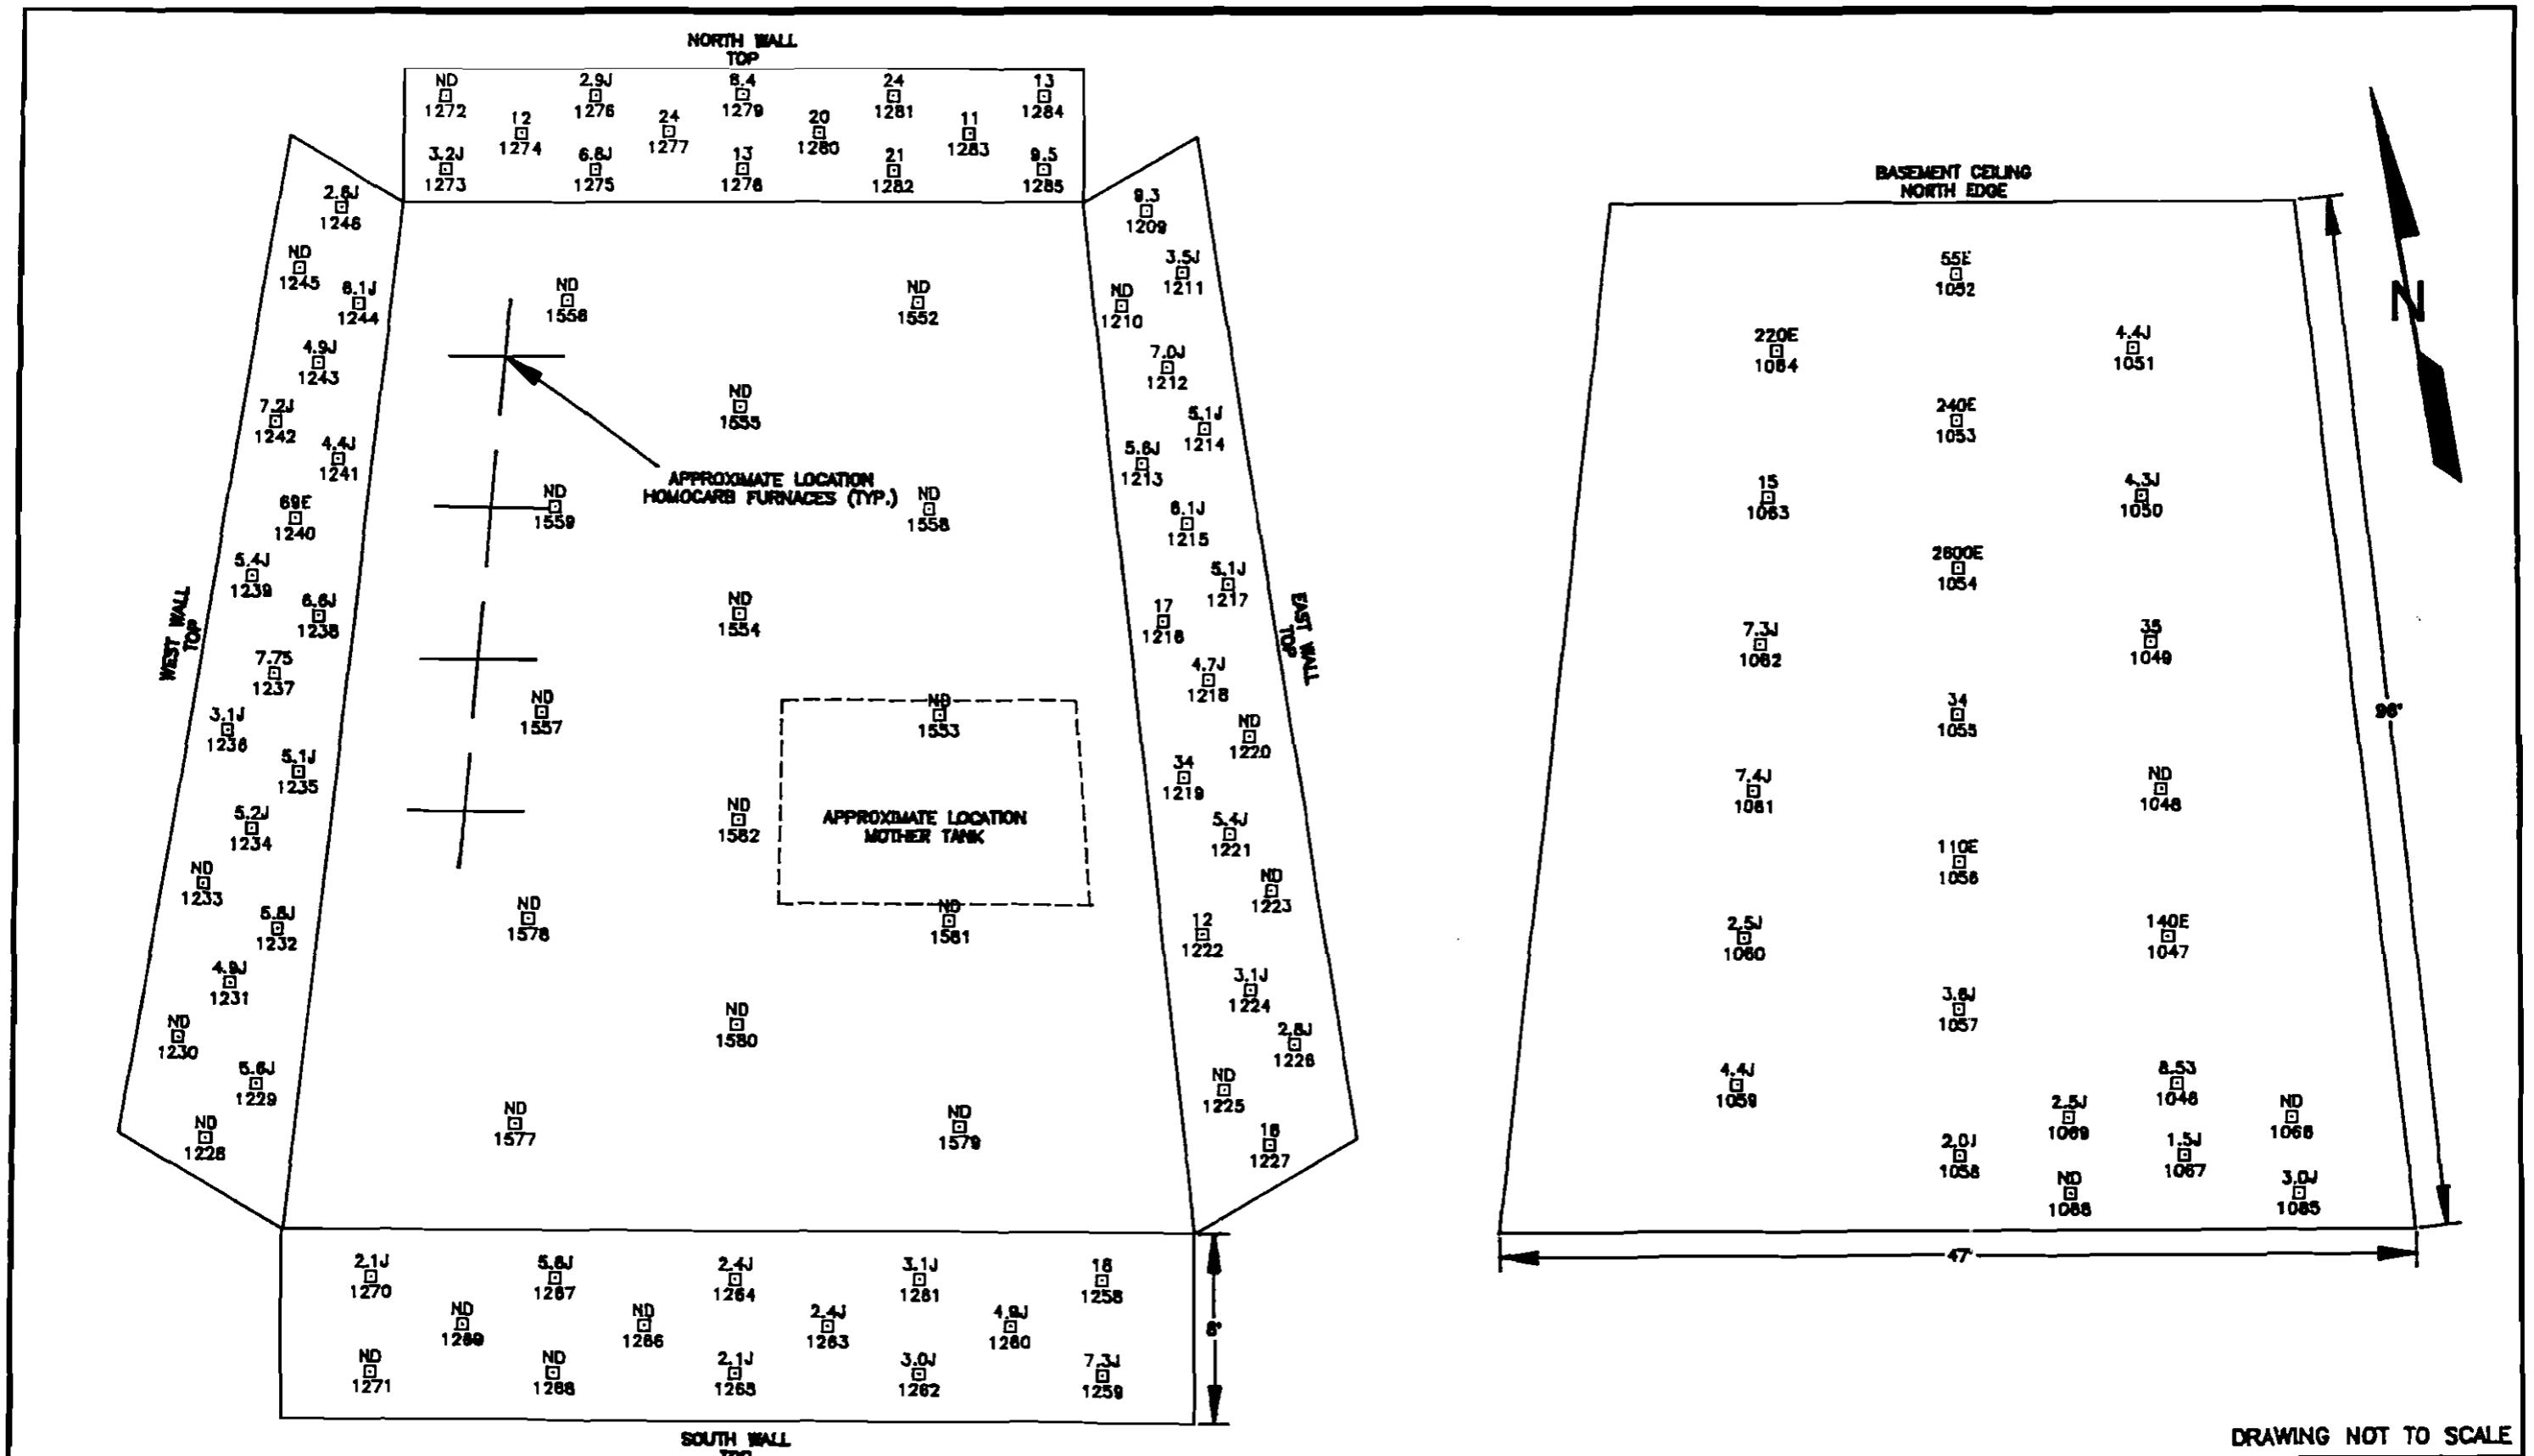 NORTH WALL
TOP
ND
1272
2.9J
1276
8.4
1279
24
1281
13
1284
12
1274
24
1277
20
1280
11
1283
3.2J
1273
6.8J
1275
13
1278
21
1282
9.5
1285
WEST WALL
TOP
2.8J
1246
ND
1245
1244
4.9J
1243
7.2J
1242
4.4J
1241
69E
1240
5.4J
1239
6.6J
1238
7.75
1237
3.1J
1236
5.1J
1235
5.2J
1234
ND
1233
5.8J
1232
4.9J
1231
ND
1230
5.6J
1229
ND
1228
ND
1556
ND
1552
ND
1555
APPROXIMATE LOCATION
HOMOCARB FURNACES (TYP.)
ND
1559
ND
1558
ND
1554
ND
1557
ND
1553
ND
1582
APPROXIMATE LOCATION
MOTHER TANK
ND
1578
ND
1581
ND
1580
ND
1577
ND
1579
EAST WALL
TOP
9.3
1209
3.5J
1211
ND
1210
7.0J
1212
5.1J
1214
5.6J
1213
1215
5.1J
1217
17
1216
4.7J
1218
ND
1220
34
1219
5.4J
1221
ND
1223
12
1222
3.1J
1224
2.8J
1226
ND
1225
1227
2.1J
1270
5.6J
1267
2.4J
1264
3.1J
1261
1258
ND
1269
ND
1266
2.4J
1263
4.9J
1260
ND
1271
ND
1268
2.1J
1265
3.0J
1262
7.3J
1259
8'
SOUTH WALL
TOP
BASEMENT CEILING
NORTH EDGE
55E
1052
220E
1064
4.4J
1051
240E
1053
15
1063
4.3J
1050
2600E
1054
7.3J
1062
35
1049
34
1055
7.4J
1061
ND
1048
110E
1056
2.5J
1060
140E
1047
3.6J
1057
4.4J
1059
8.53
1046
2.5J
1069
ND
1066
2.0J
1058
1.5J
1067
ND
1068
3.0J
1065
47'
96'
N
DRAWING NOT TO SCALE